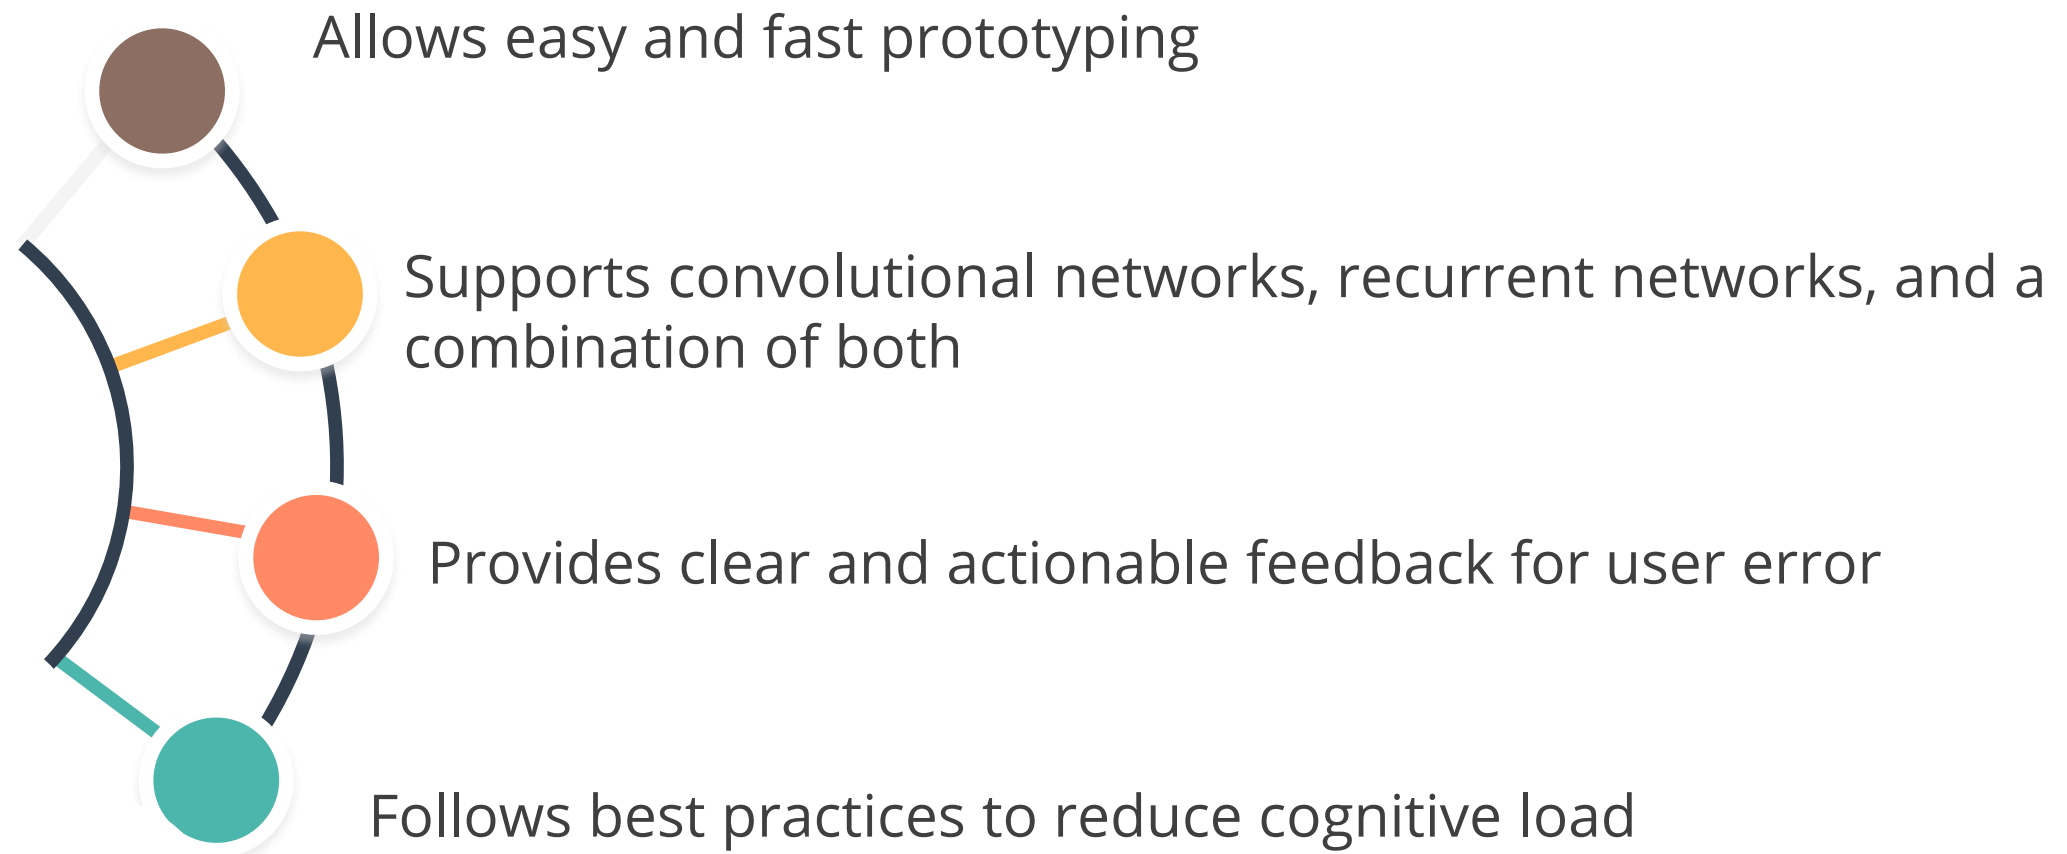 Allows easy and fast prototyping
Supports convolutional networks, recurrent networks, and a
combination of both
Provides clear and actionable feedback for user error
Follows best practices to reduce cognitive load